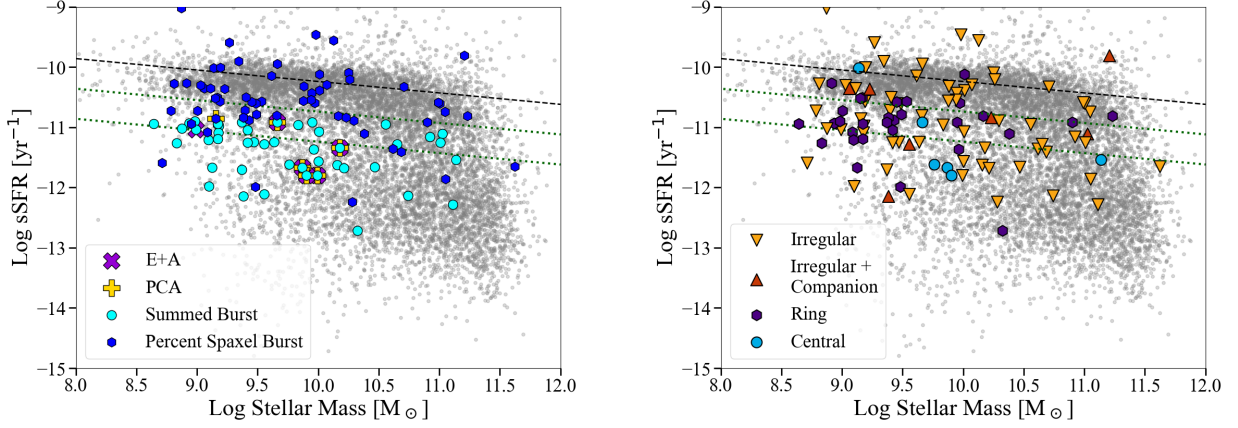 −9
−10
−11
−12
−13
−14
−15
Log sSFR [yr⁻¹]
E+A
PCA
Summed Burst
Percent Spaxel Burst
8.0 8.5 9.0 9.5 10.0 10.5 11.0 11.5 12.0
Log Stellar Mass [M⊙]
−9
−10
−11
−12
−13
−14
−15
Log sSFR [yr⁻¹]
Irregular
Irregular +
Companion
Ring
Central
8.0 8.5 9.0 9.5 10.0 10.5 11.0 11.5 12.0
Log Stellar Mass [M⊙]